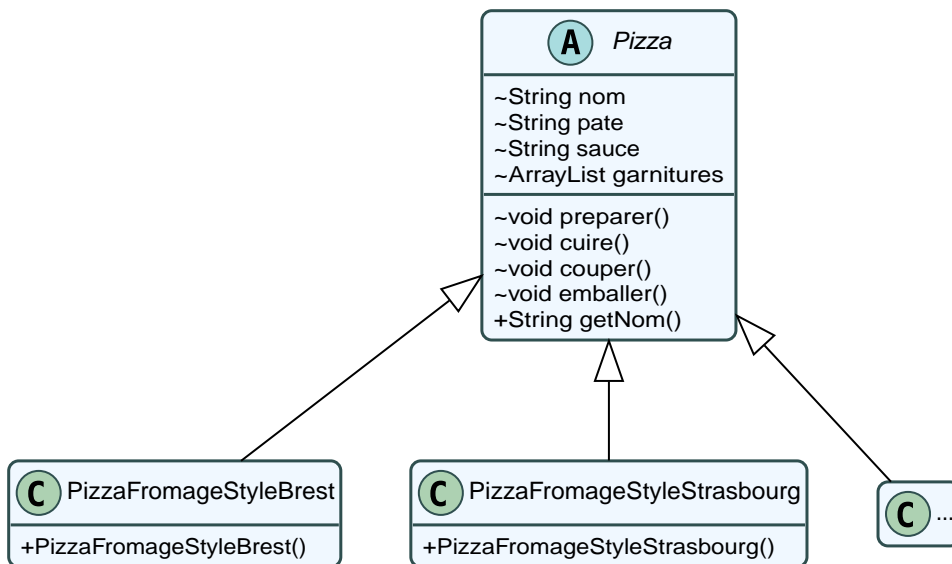 A Pizza
~String nom
~String pate
~String sauce
~ArrayList garnitures
~void preparer()
~void cuire()
~void couper()
~void emballer()
+String getNom()
C PizzaFromageStyleBrest
+PizzaFromageStyleBrest()
C PizzaFromageStyleStrasbourg
+PizzaFromageStyleStrasbourg()
C ...